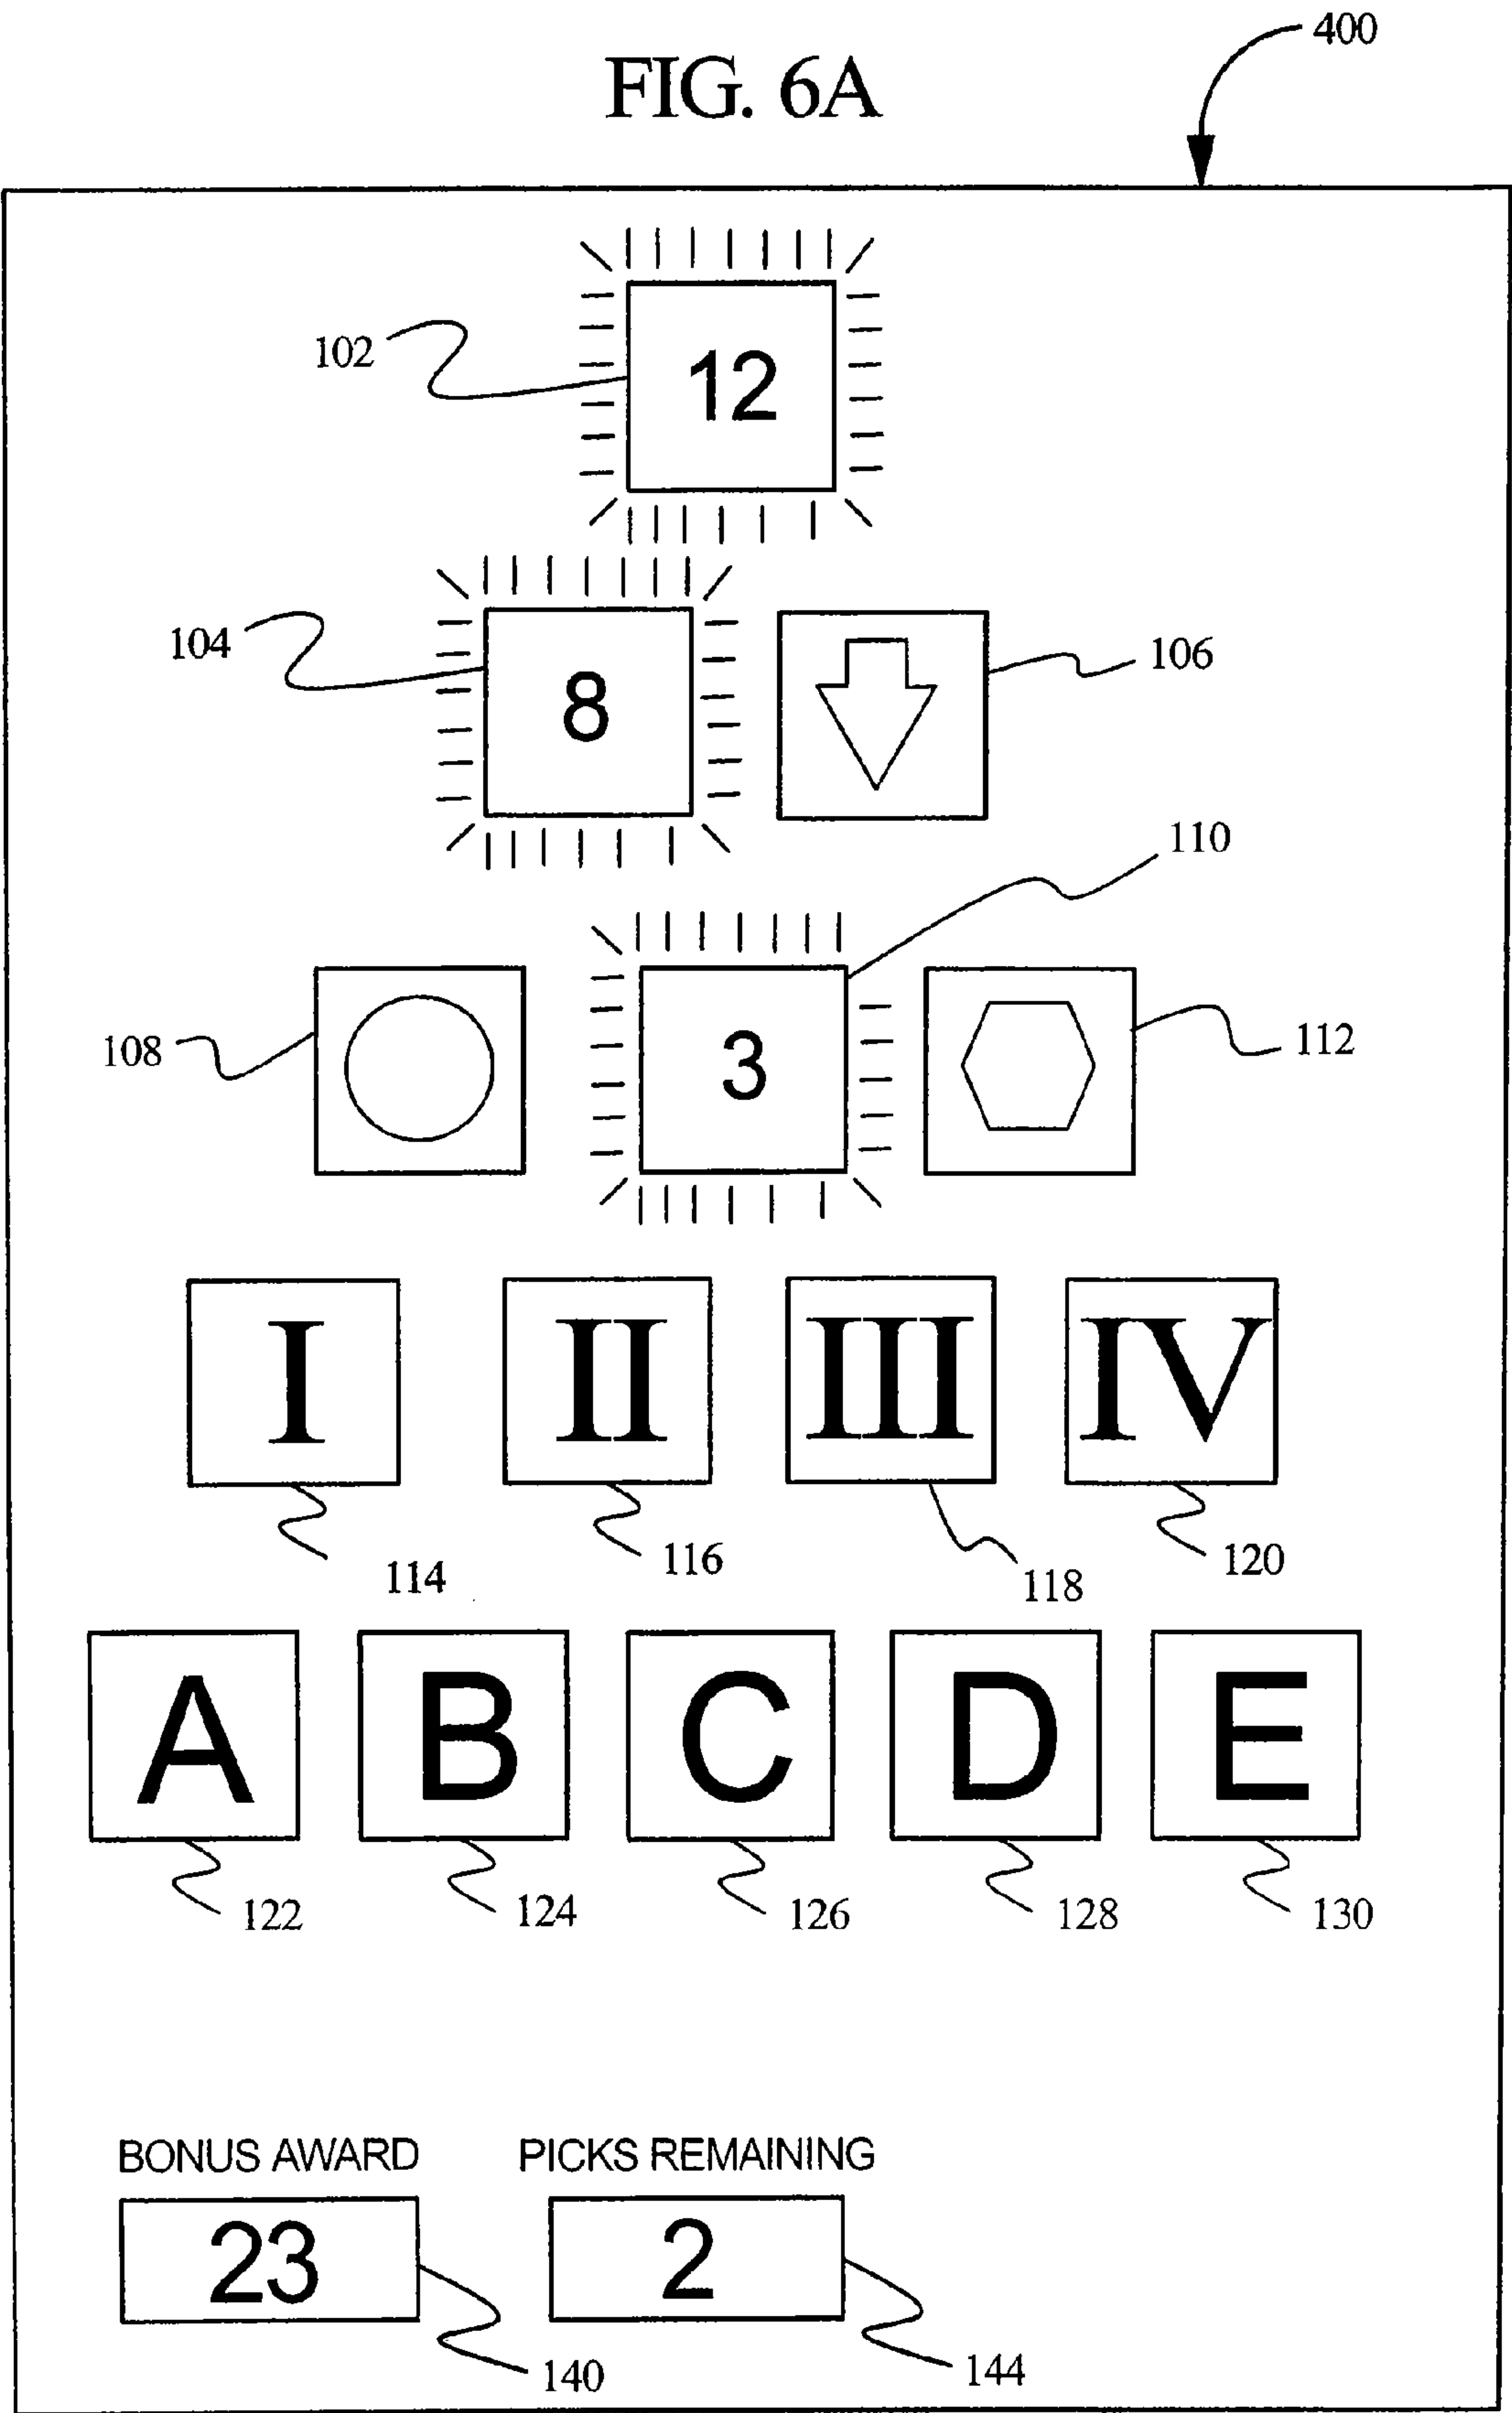 400
FIG. 6A
102
12
104
8
106
110
108
3
112
I II III IV
114 116 118 120
A B C D E
122 124 126 128 130
BONUS AWARD PICKS REMAINING
23 2
140 144